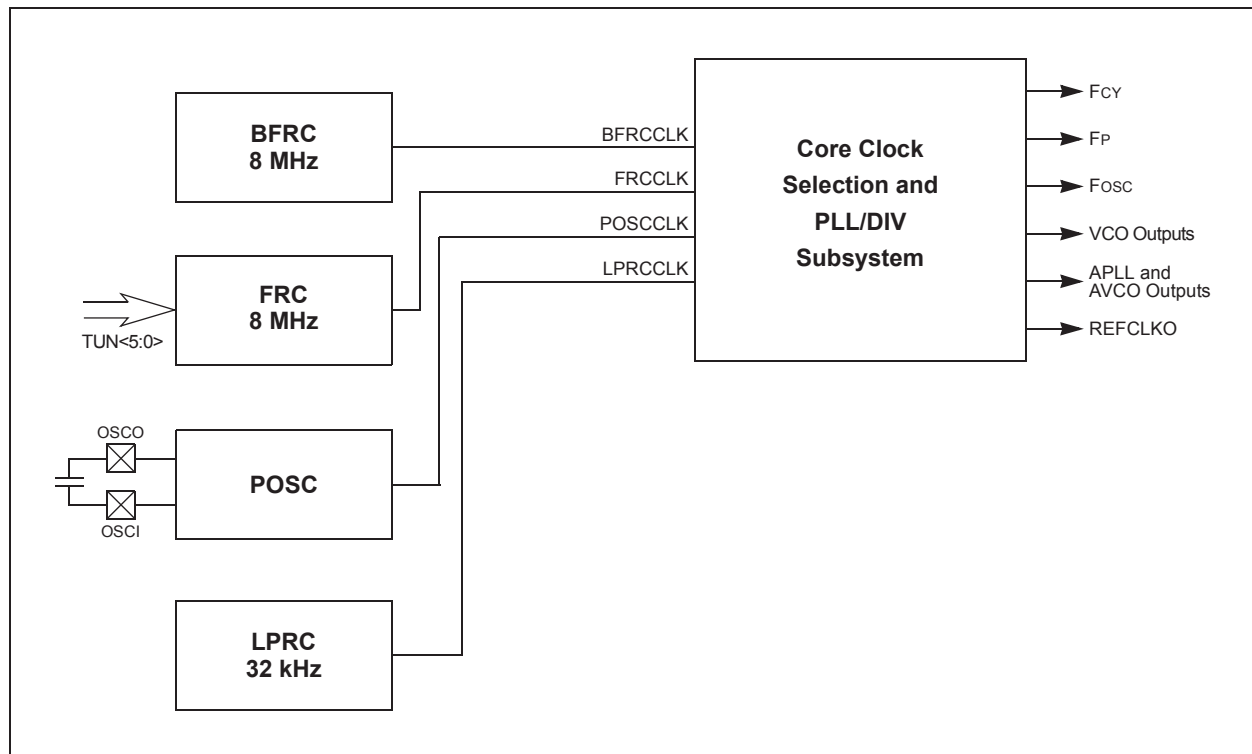 BFRC
8 MHz
FRC
8 MHz
TUN<5:0>
OSCO
OSCI
POSC
LPRC
32 kHz
BFRCCLK
FRCCLK
POSCCLK
LPRCCLK
Core Clock
Selection and
PLL/DIV
Subsystem
FCY
FP
FOSC
VCO Outputs
APLL and
AVCO Outputs
REFCLKO